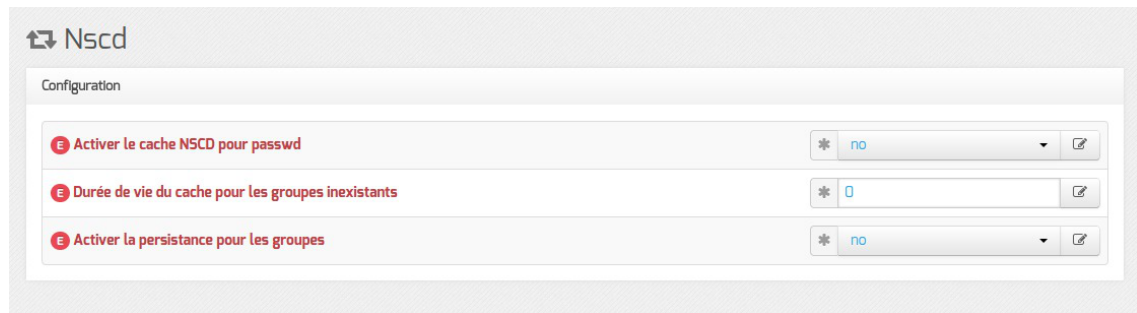 Nscd
Configuration
E Activer le cache NSCD pour passwd
* no
E Durée de vie du cache pour les groupes inexistants
* 0
E Activer la persistance pour les groupes
* no